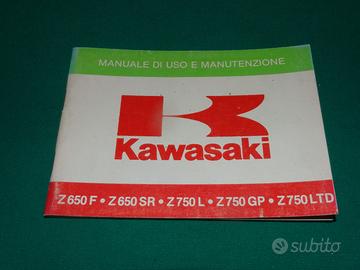 MANUALE DI USO E MANUTENZIONE
Kawasaki
Z650F • Z650SR • Z750L • Z750GP • Z750LTD
subito